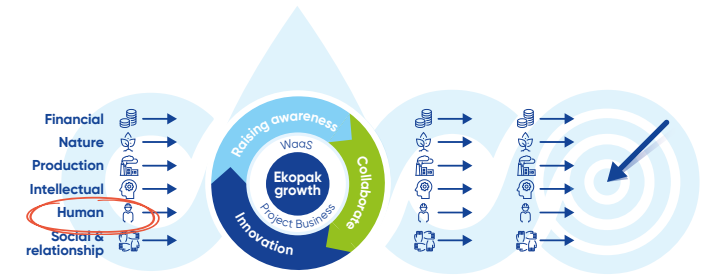 Financial
Nature
Production
Intellectual
Human
Social &
relationship
Raising awareness
Collaborate
Innovation
WaaS
Project Business
Ekopak
growth